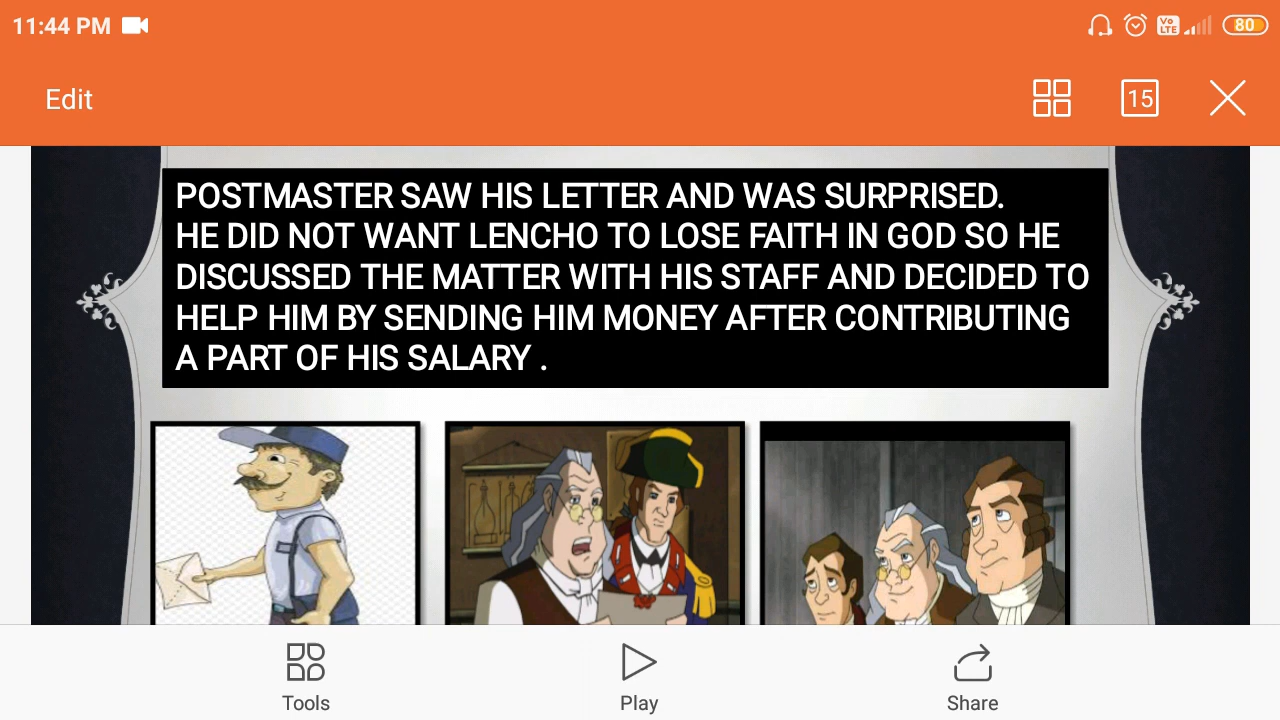 11:44 PM
Vo LTE
80
Edit
15
POSTMASTER SAW HIS LETTER AND WAS SURPRISED.
HE DID NOT WANT LENCHO TO LOSE FAITH IN GOD SO HE
DISCUSSED THE MATTER WITH HIS STAFF AND DECIDED TO
HELP HIM BY SENDING HIM MONEY AFTER CONTRIBUTING
A PART OF HIS SALARY .
Tools
Play
Share